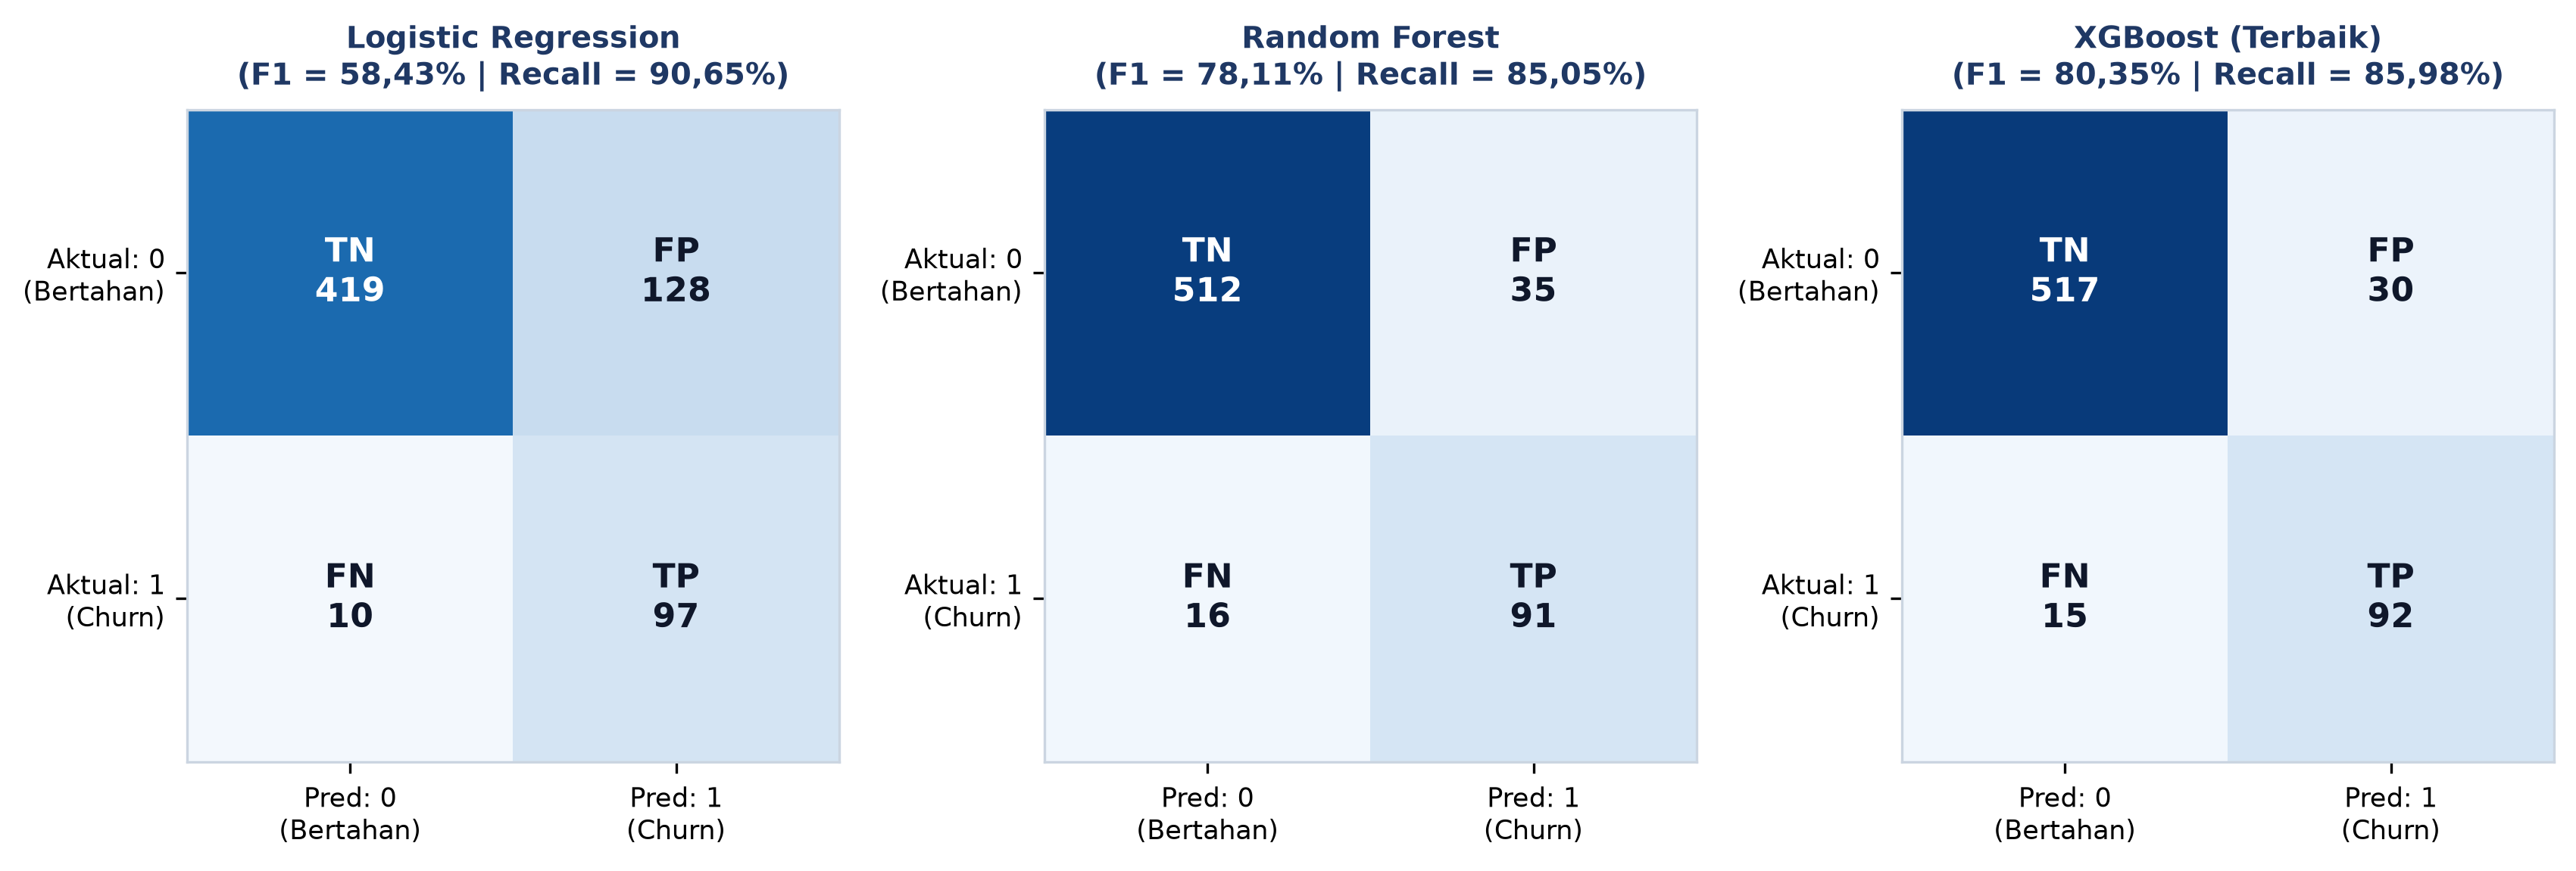 Logistic Regression
(F1 = 58,43% | Recall = 90,65%)
Aktual: 0
(Bertahan)
TN
419
FP
128
Aktual: 1
(Churn)
FN
10
TP
97
Pred: 0
(Bertahan)
Pred: 1
(Churn)
Random Forest
(F1 = 78,11% | Recall = 85,05%)
Aktual: 0
(Bertahan)
TN
512
FP
35
Aktual: 1
(Churn)
FN
16
TP
91
Pred: 0
(Bertahan)
Pred: 1
(Churn)
XGBoost (Terbaik)
(F1 = 80,35% | Recall = 85,98%)
Aktual: 0
(Bertahan)
TN
517
FP
30
Aktual: 1
(Churn)
FN
15
TP
92
Pred: 0
(Bertahan)
Pred: 1
(Churn)